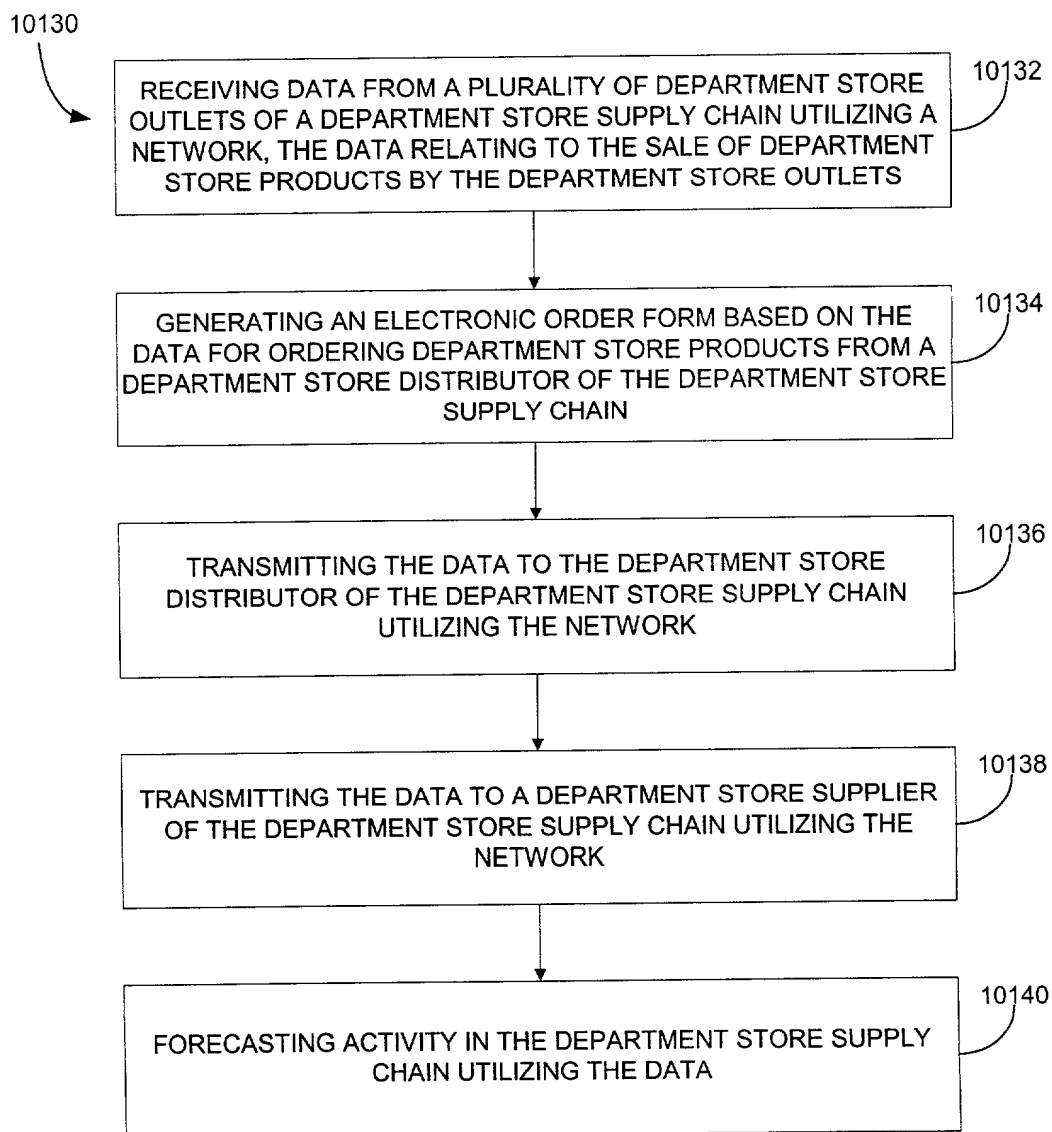 10130
10132
RECEIVING DATA FROM A PLURALITY OF DEPARTMENT STORE
OUTLETS OF A DEPARTMENT STORE SUPPLY CHAIN UTILIZING A
NETWORK, THE DATA RELATING TO THE SALE OF DEPARTMENT
STORE PRODUCTS BY THE DEPARTMENT STORE OUTLETS
10134
GENERATING AN ELECTRONIC ORDER FORM BASED ON THE
DATA FOR ORDERING DEPARTMENT STORE PRODUCTS FROM A
DEPARTMENT STORE DISTRIBUTOR OF THE DEPARTMENT STORE
SUPPLY CHAIN
10136
TRANSMITTING THE DATA TO THE DEPARTMENT STORE
DISTRIBUTOR OF THE DEPARTMENT STORE SUPPLY CHAIN
UTILIZING THE NETWORK
10138
TRANSMITTING THE DATA TO A DEPARTMENT STORE SUPPLIER
OF THE DEPARTMENT STORE SUPPLY CHAIN UTILIZING THE
NETWORK
10140
FORECASTING ACTIVITY IN THE DEPARTMENT STORE SUPPLY
CHAIN UTILIZING THE DATA